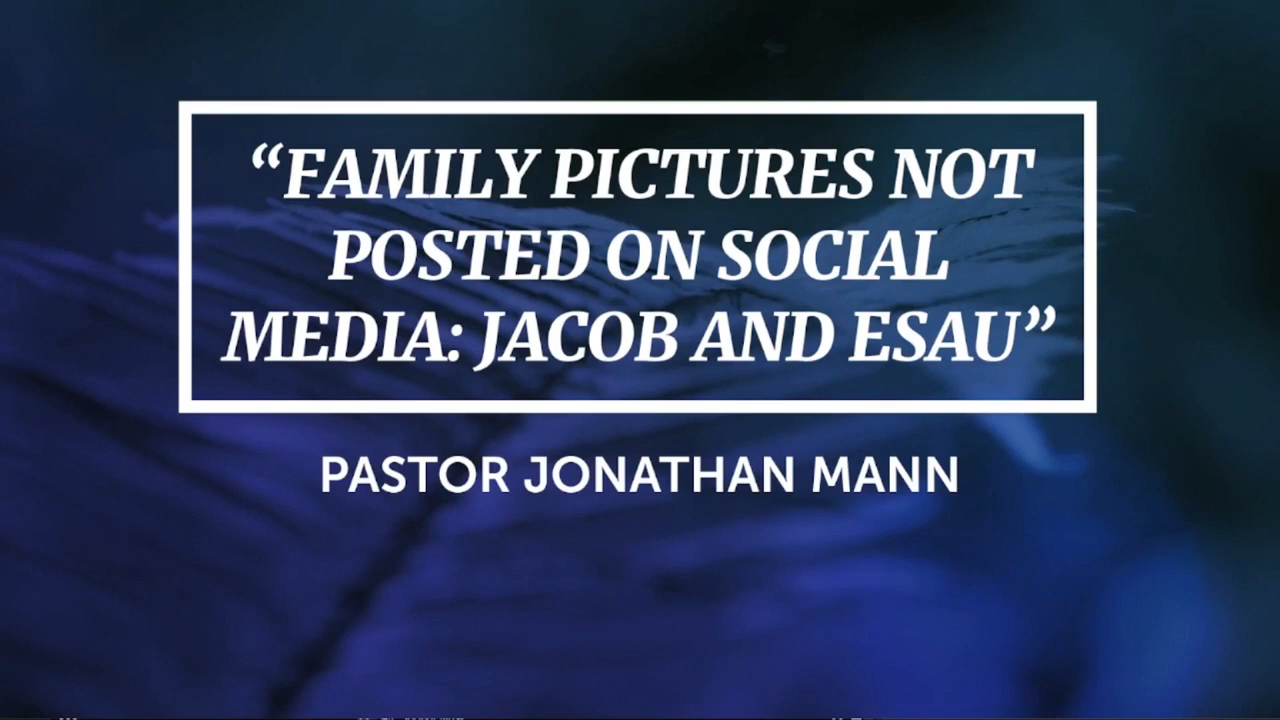 “FAMILY PICTURES NOT
POSTED ON SOCIAL
MEDIA: JACOB AND ESAU”
PASTOR JONATHAN MANN